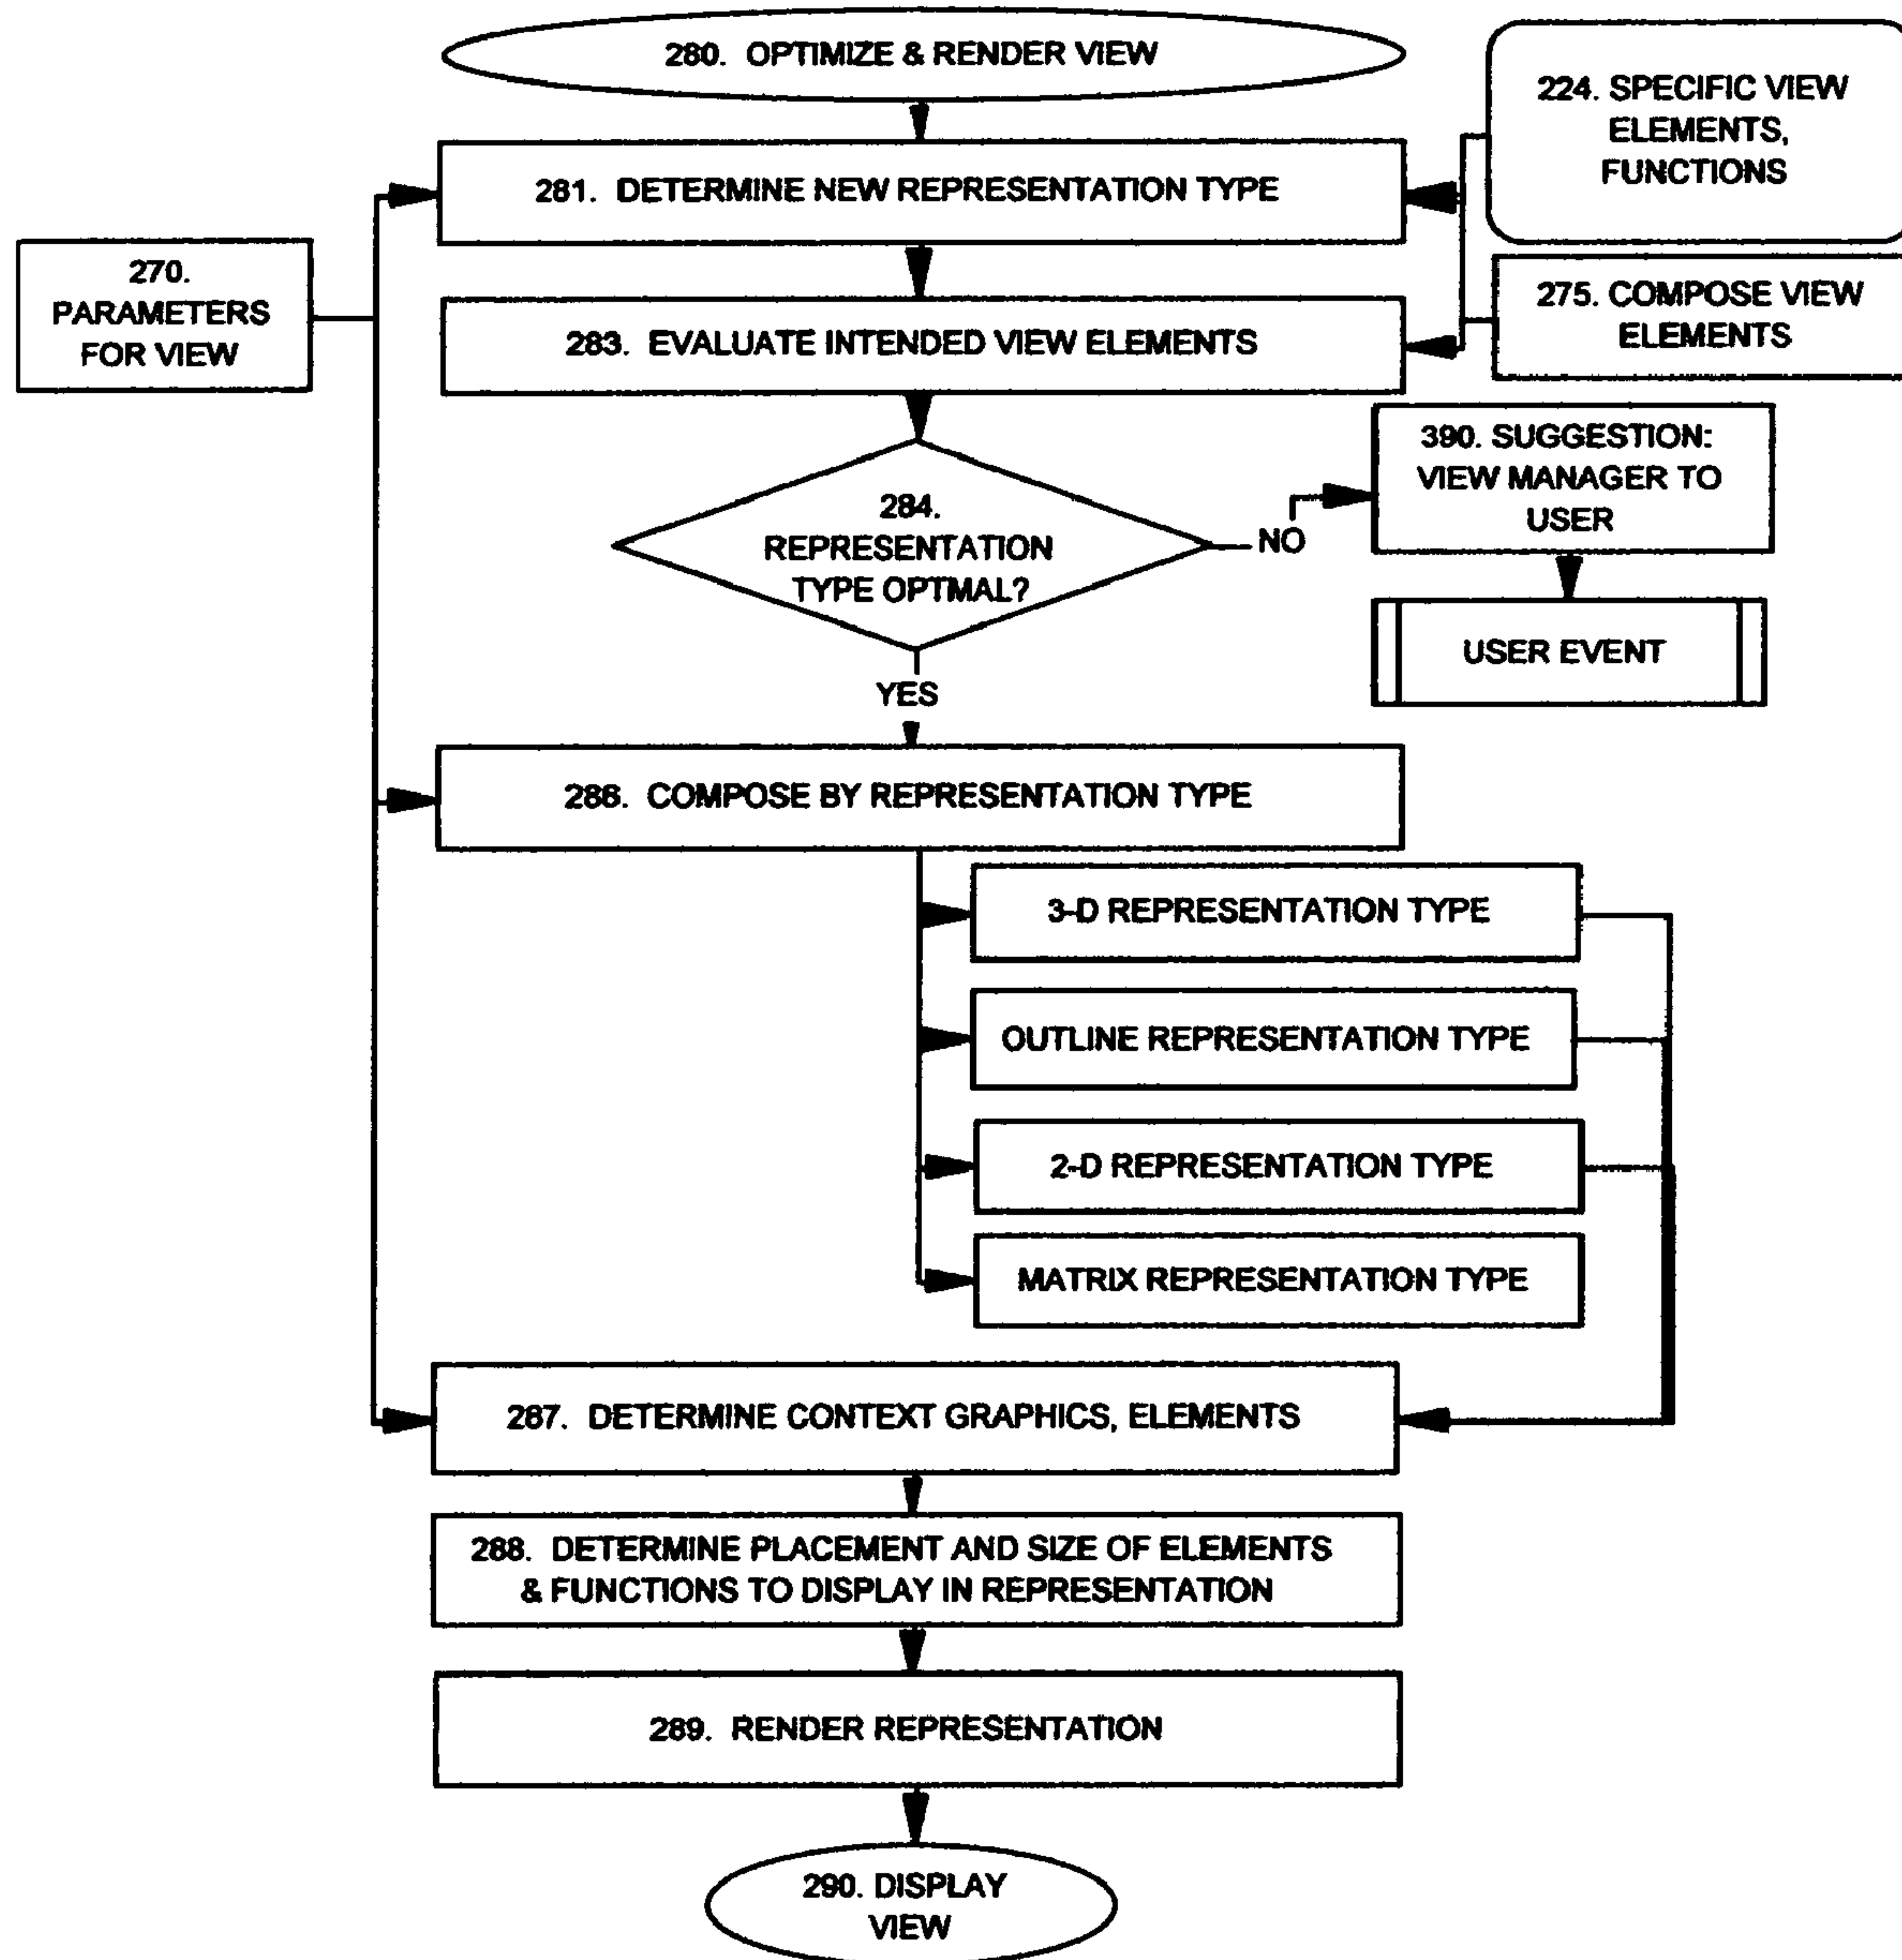 280. OPTIMIZE & RENDER VIEW
224. SPECIFIC VIEW
ELEMENTS,
FUNCTIONS
281. DETERMINE NEW REPRESENTATION TYPE
270.
PARAMETERS
FOR VIEW
275. COMPOSE VIEW
ELEMENTS
283. EVALUATE INTENDED VIEW ELEMENTS
390. SUGGESTION:
VIEW MANAGER TO
USER
284.
REPRESENTATION
TYPE OPTMAL?
NO
USER EVENT
YES
286. COMPOSE BY REPRESENTATION TYPE
3-D REPRESENTATION TYPE
OUTLINE REPRESENTATION TYPE
2-D REPRESENTATION TYPE
MATRIX REPRESENTATION TYPE
287. DETERMINE CONTEXT GRAPHICS, ELEMENTS
288. DETERMINE PLACEMENT AND SIZE OF ELEMENTS
& FUNCTIONS TO DISPLAY IN REPRESENTATION
289. RENDER REPRESENTATION
290. DISPLAY
VIEW